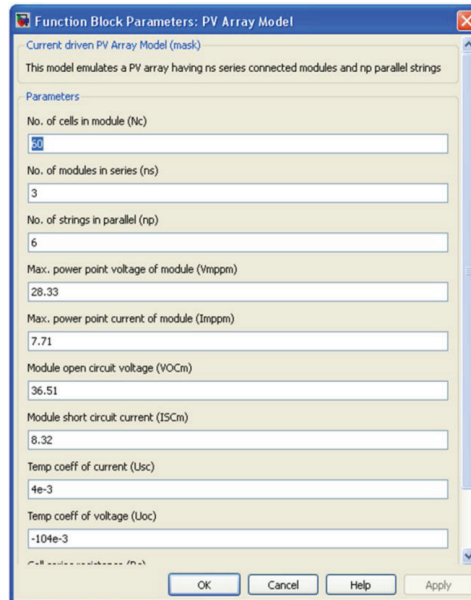 Function Block Parameters: PV Array Model
Current driven PV Array Model (mask)
This model emulates a PV array having ns series connected modules and np parallel strings
Parameters
No. of cells in module (Nc)
60
No. of modules in series (ns)
3
No. of strings in parallel (np)
6
Max. power point voltage of module (Vmppm)
28.33
Max. power point current of module (Imppm)
7.71
Module open circuit voltage (VOCm)
36.51
Module short circuit current (ISCm)
8.32
Temp coeff of current (Usc)
4e-3
Temp coeff of voltage (Uoc)
-104e-3
Cell series resistance
OK Cancel Help Apply